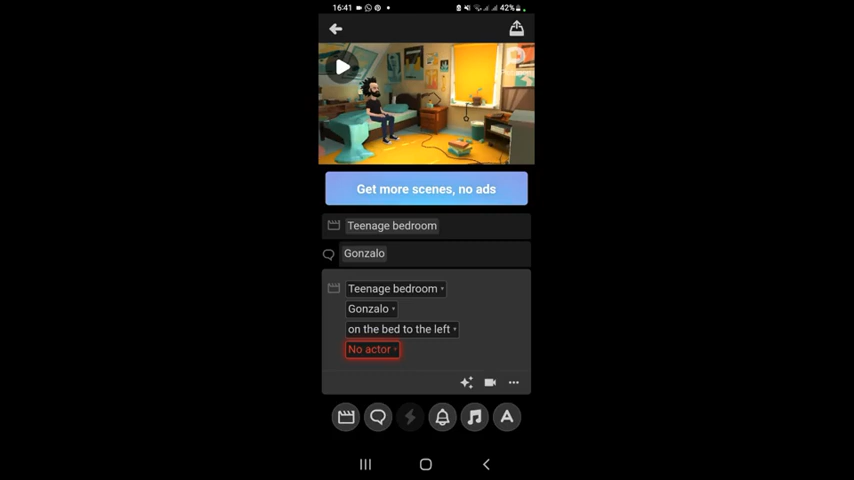 16:41
42%
Get more scenes, no ads
Teenage bedroom
Gonzalo
Teenage bedroom
Gonzalo
on the bed to the left
No actor
A